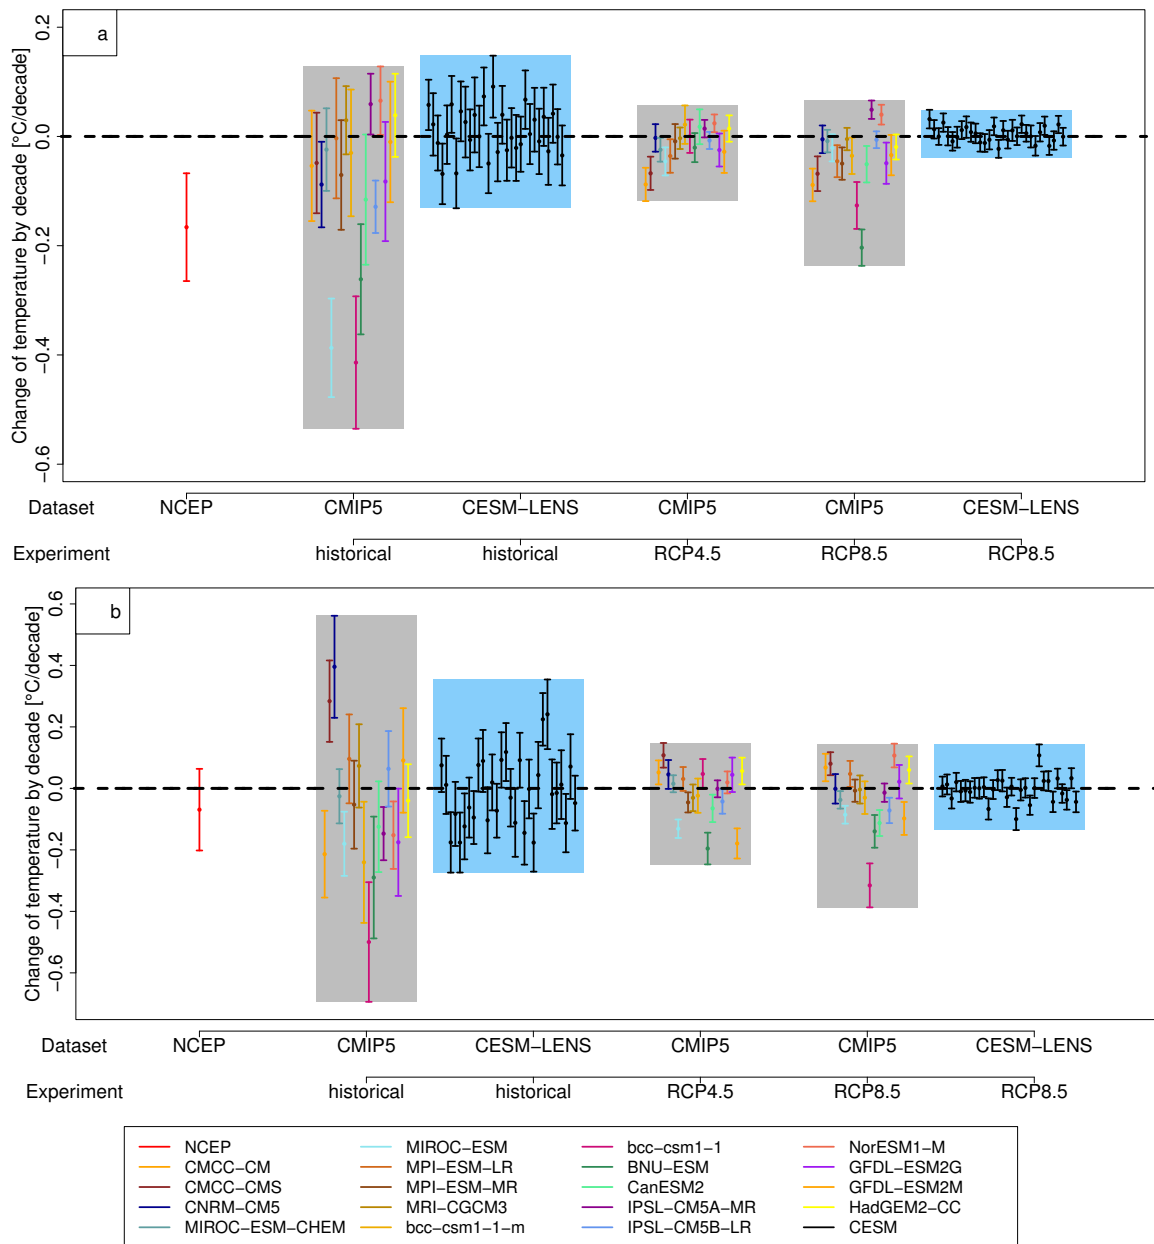 a
Change of temperature by decade [°C/decade]
0.2
0.0
−0.2
−0.4
−0.6
Dataset NCEP CMIP5 CESM−LENS CMIP5 CMIP5 CESM−LENS
Experiment historical historical RCP4.5 RCP8.5 RCP8.5
b
Change of temperature by decade [°C/decade]
0.6
0.4
0.2
0.0
−0.2
−0.4
−0.6
Dataset NCEP CMIP5 CESM−LENS CMIP5 CMIP5 CESM−LENS
Experiment historical historical RCP4.5 RCP8.5 RCP8.5
NCEP MIROC−ESM bcc−csm1−1 NorESM1−M
CMCC−CM MPI−ESM−LR BNU−ESM GFDL−ESM2G
CMCC−CMS MPI−ESM−MR CanESM2 GFDL−ESM2M
CNRM−CM5 MRI−CGCM3 IPSL−CM5A−MR HadGEM2−CC
MIROC−ESM−CHEM bcc−csm1−1−m IPSL−CM5B−LR CESM